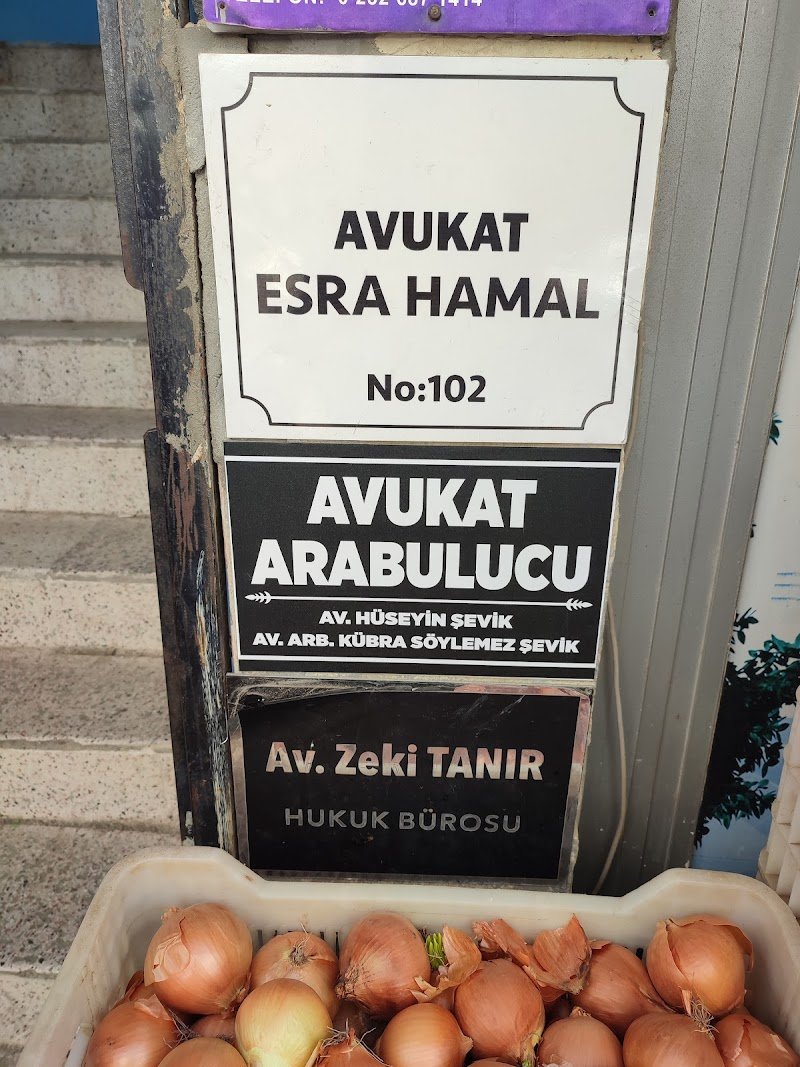 AVUKAT
ESRA HAMAL
No:102
AVUKAT
ARABULUCU
AV. HÜSEYİN ŞEVİK
AV. ARB. KÜBRA SÖYLEMEZ ŞEVİK
Av. Zeki TANIR
HUKUK BÜROSU